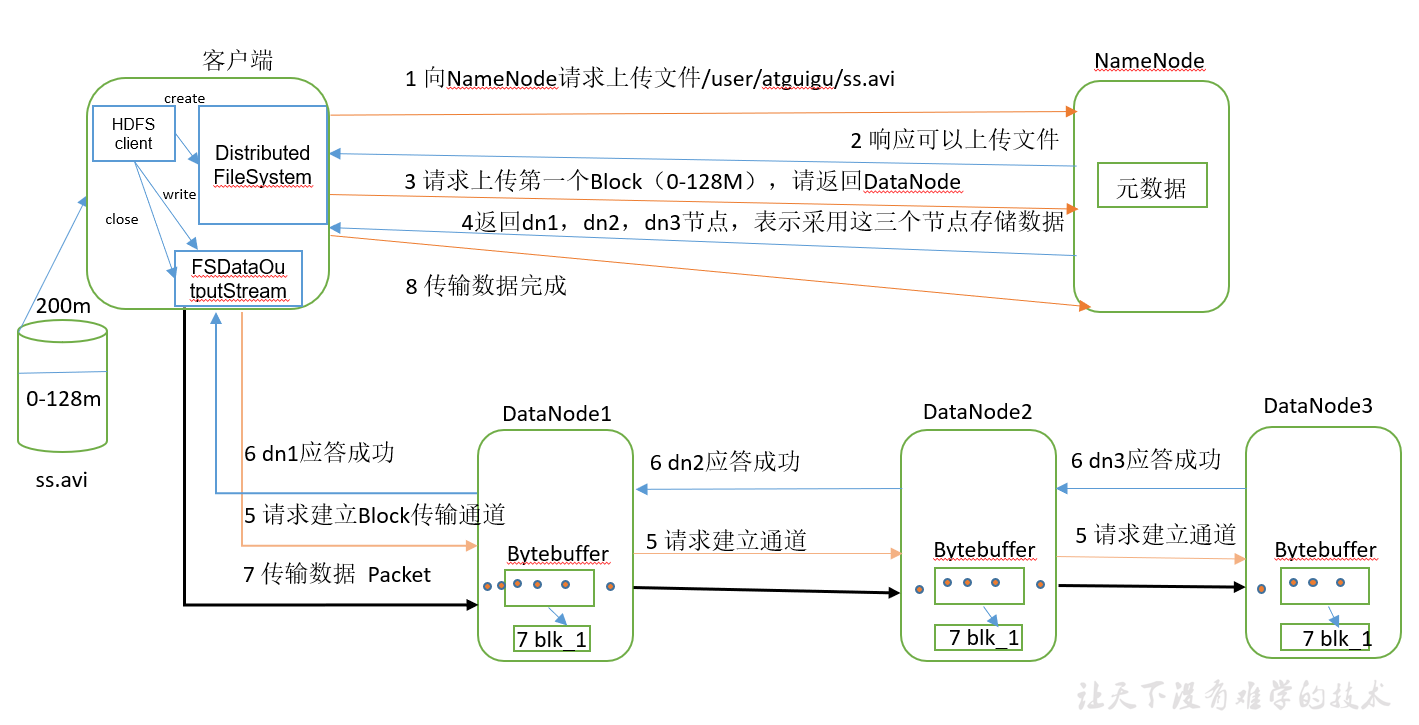 客户端
NameNode
1 向NameNode请求上传文件/user/atguigu/ss.avi
create
HDFS
client
Distributed
FileSystem
2 响应可以上传文件
元数据
3 请求上传第一个Block（0-128M），请返回DataNode
write
close
4返回dn1，dn2，dn3节点，表示采用这三个节点存储数据
FSDataOu
tputStream
8 传输数据完成
200m
0-128m
ss.avi
DataNode1
DataNode2
DataNode3
6 dn1应答成功
6 dn2应答成功
6 dn3应答成功
5 请求建立Block传输通道
5 请求建立通道
5 请求建立通道
Bytebuffer
Bytebuffer
Bytebuffer
7 传输数据 Packet
7 blk_1
7 blk_1
7 blk_1
让天下没有难学的技术